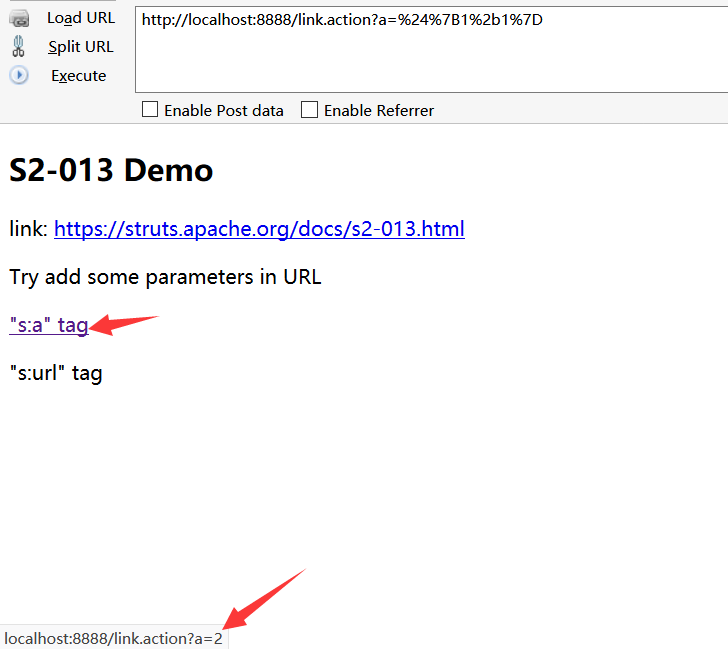 Load URL
http://localhost:8888/link.action?a=%24%7B1%2b1%7D
Split URL
Execute
Enable Post data Enable Referrer
S2-013 Demo
link: https://struts.apache.org/docs/s2-013.html
Try add some parameters in URL
"s:a" tag
"s:url" tag
localhost:8888/link.action?a=2